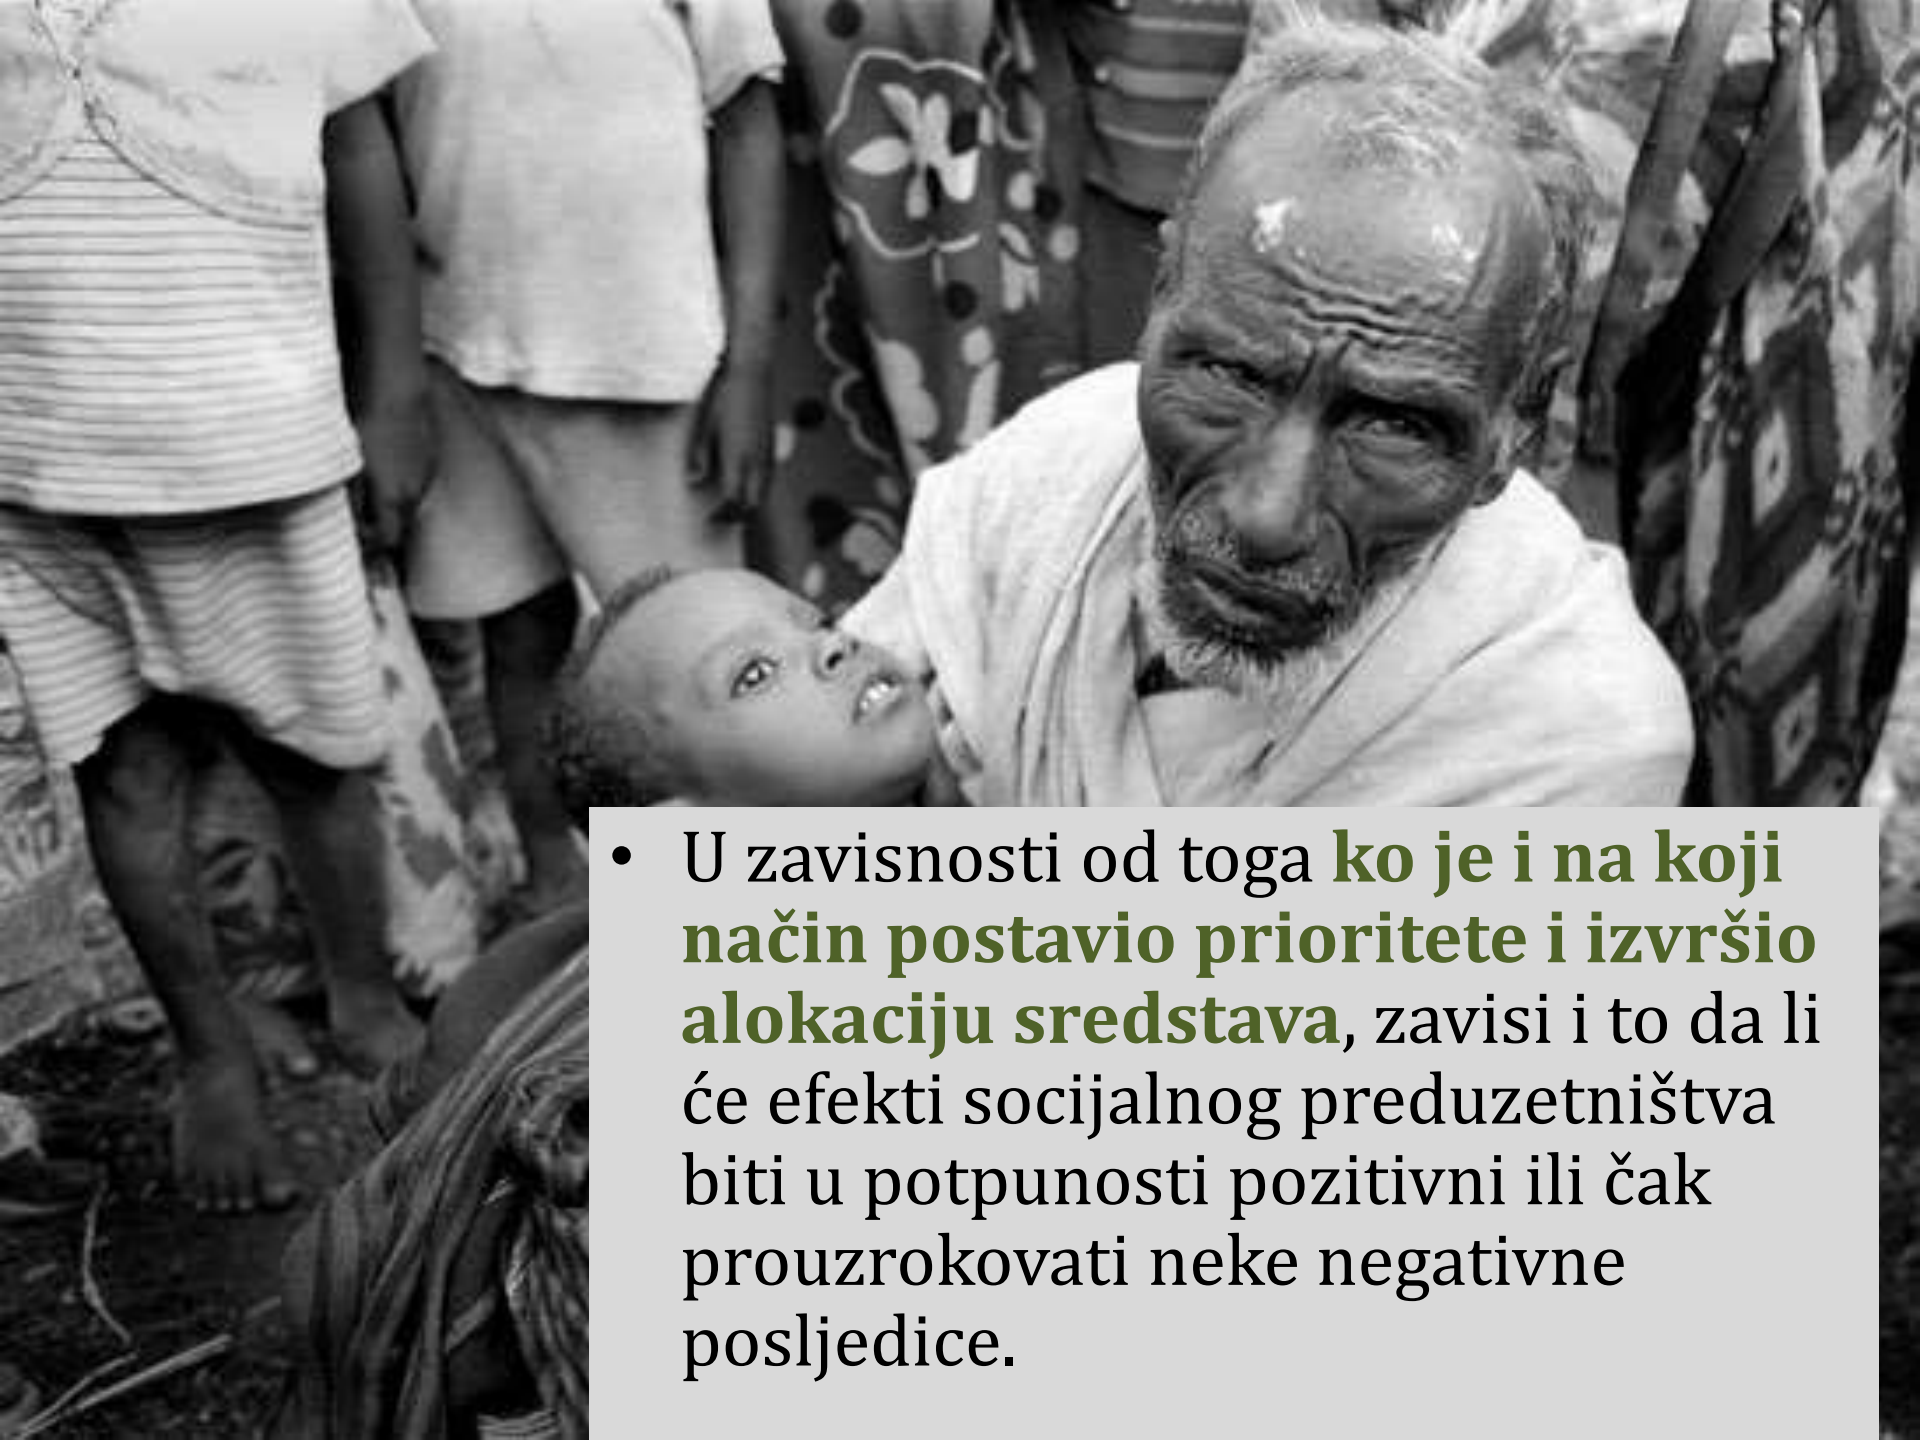 • U zavisnosti od toga ko je i na koji
način postavio prioritete i izvršio
alokaciju sredstava, zavisi i to da li
će efekti socijalnog preduzetništva
biti u potpunosti pozitivni ili čak
prouzrokovati neke negativne
posljedice.